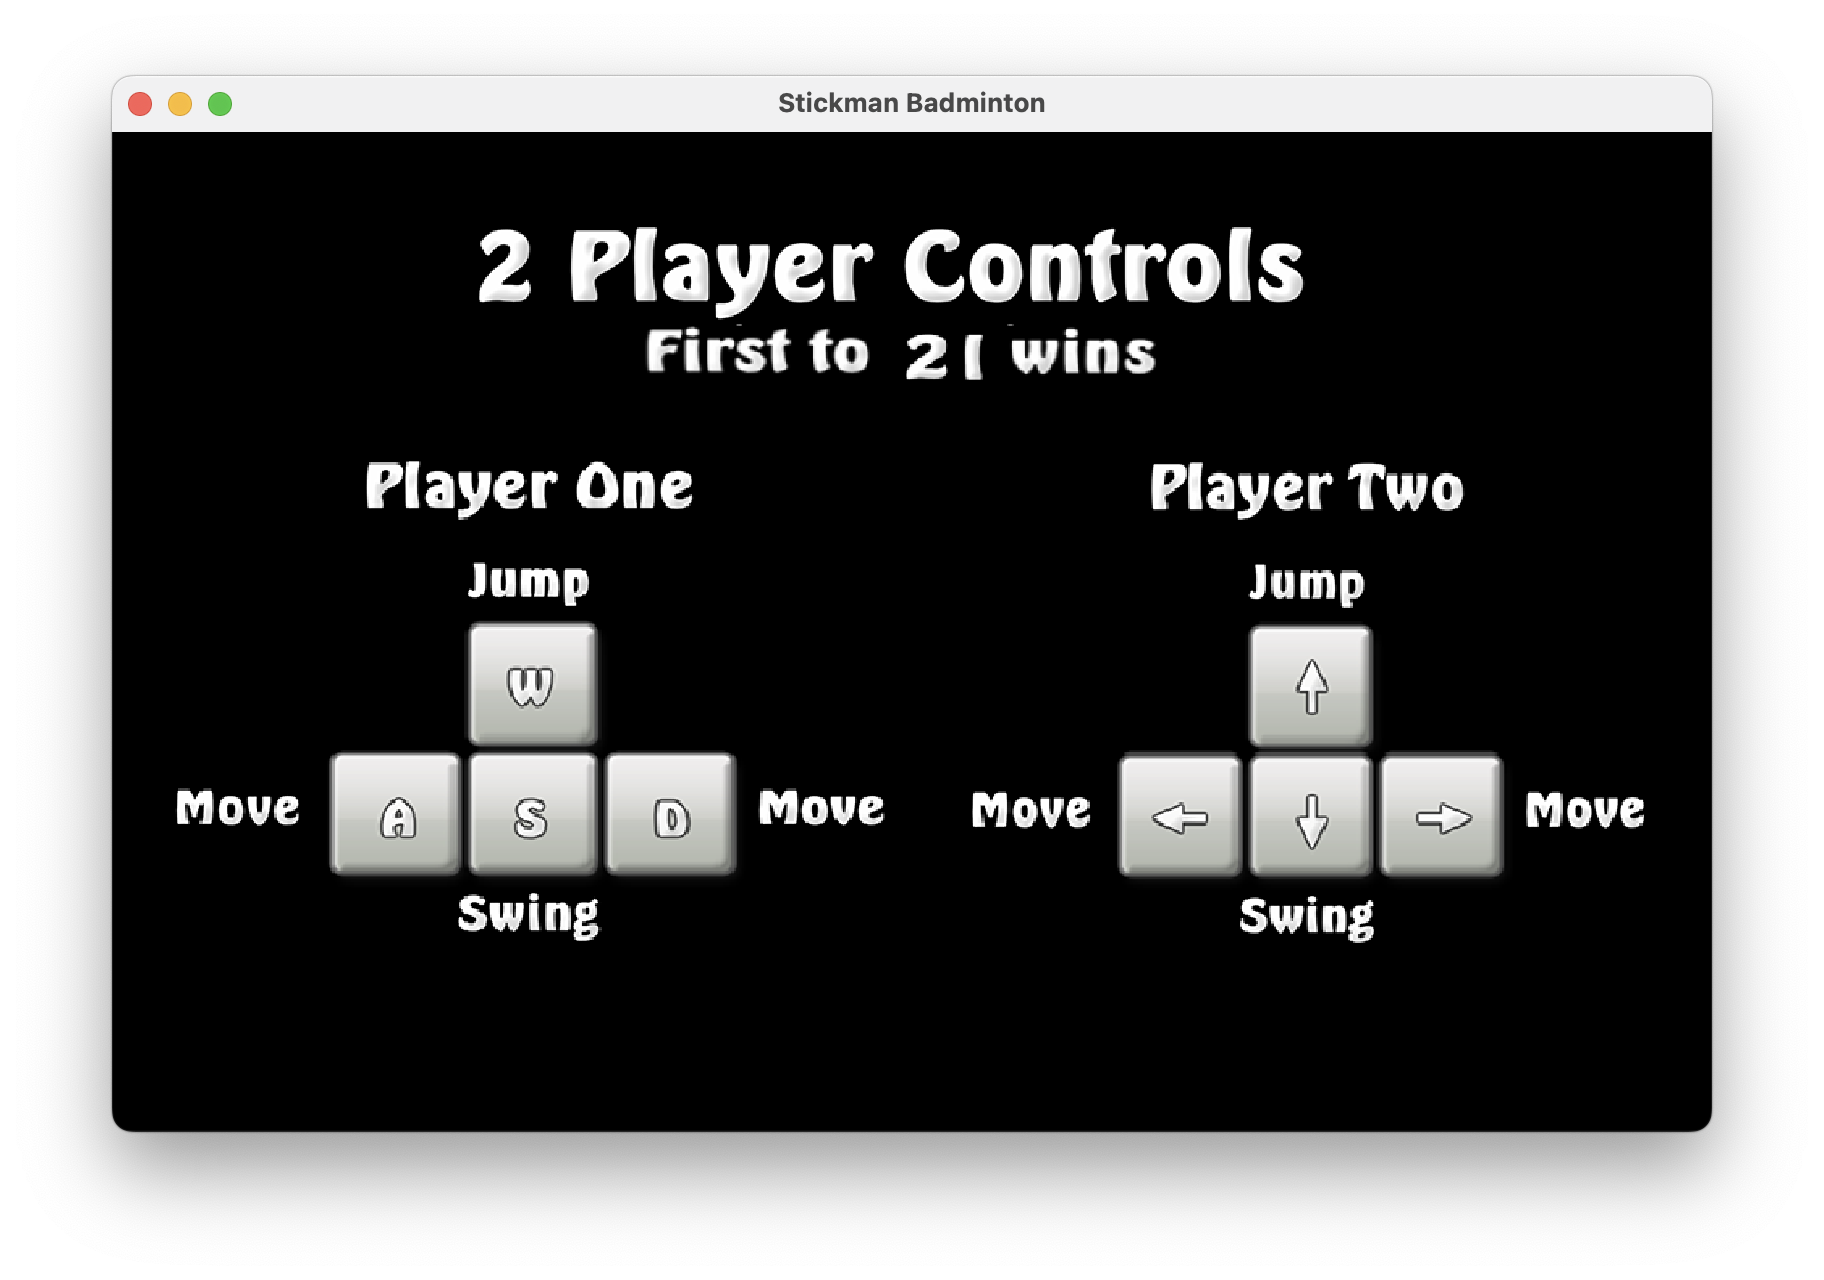 Stickman Badminton
2 Player Controls
First to 21 wins
Player One
Jump
W
Move A S D Move
Swing
Player Two
Jump
↑
Move ← ↓ → Move
Swing